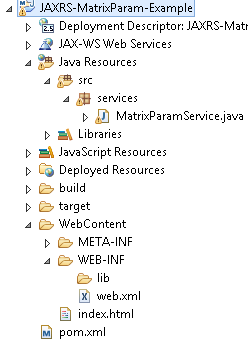 JAXRS-MatrixParam-Example
Deployment Descriptor: JAXRS-Matr
JAX-WS Web Services
Java Resources
src
services
MatrixParamService.java
Libraries
JavaScript Resources
Deployed Resources
build
target
WebContent
META-INF
WEB-INF
lib
web.xml
index.html
pom.xml